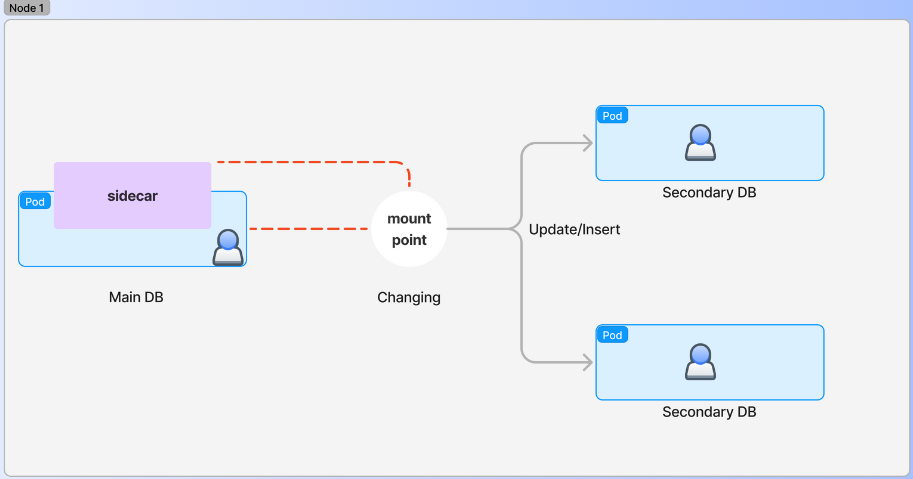 Node 1
Pod
Secondary DB
sidecar
Pod
Main DB
mount
point
Changing
Update/Insert
Pod
Secondary DB